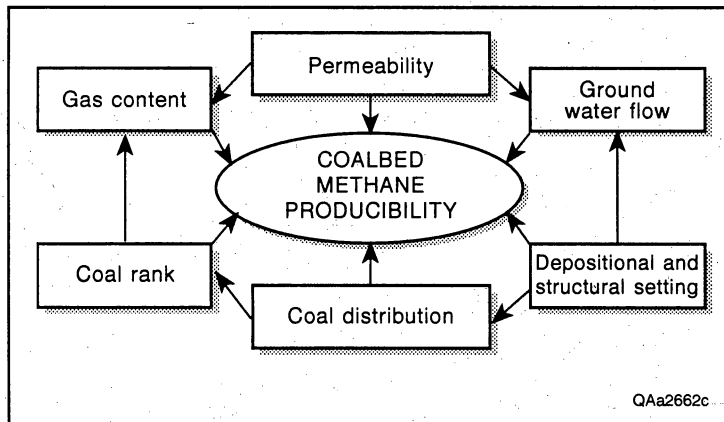 Permeability
Gas content
Ground
water flow
COALBED
METHANE
PRODUCIBILITY
Coal rank
Coal distribution
Depositional and
structural setting
QAa2662c